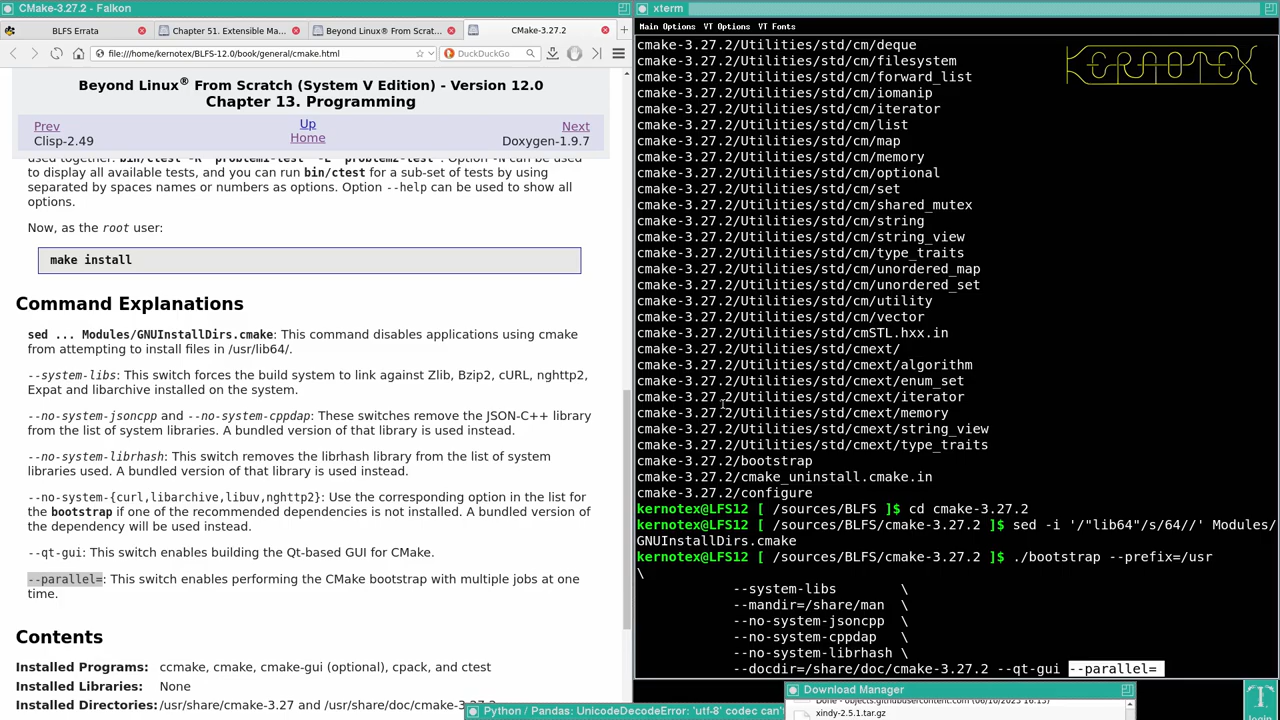 CMake-3.27.2 - Falkon
BLFS Errata
Chapter 51. Extensible Ma...
Beyond Linux® From Scrat...
CMake-3.27.2
file:///home/kernotex/BLFS-12.0/book/general/cmake.html
DuckDuckGo
Beyond Linux® From Scratch (System V Edition) - Version 12.0
Chapter 13. Programming
Prev
Up
Next
Clisp-2.49
Home
Doxygen-1.9.7
to display all available tests, and you can run bin/ctest for a sub-set of tests by using
separated by spaces names or numbers as options. Option --help can be used to show all
options.
Now, as the root user:
make install
Command Explanations
sed ... Modules/GNUInstallDirs.cmake: This command disables applications using cmake
from attempting to install files in /usr/lib64/.
--system-libs: This switch forces the build system to link against Zlib, Bzip2, cURL, nghttp2,
Expat and libarchive installed on the system.
--no-system-jsoncpp and --no-system-cppdap: These switches remove the JSON-C++ library
from the list of system libraries. A bundled version of that library is used instead.
--no-system-librhash: This switch removes the librhash library from the list of system
libraries used. A bundled version of that library is used instead.
--no-system-{curl,libarchive,libuv,nghttp2}: Use the corresponding option in the list for
the bootstrap if one of the recommended dependencies is not installed. A bundled version of
the dependency will be used instead.
--qt-gui: This switch enables building the Qt-based GUI for CMake.
--parallel=: This switch enables performing the CMake bootstrap with multiple jobs at one
time.
Contents
Installed Programs: ccmake, cmake, cmake-gui (optional), cpack, and ctest
Installed Libraries: None
Installed Directories: /usr/share/cmake-3.27 and /usr/share/doc/cmake-3.27.2
xterm
Main Options VT Options VT Fonts
KERNOTEX
cmake-3.27.2/Utilities/std/cm/deque
cmake-3.27.2/Utilities/std/cm/filesystem
cmake-3.27.2/Utilities/std/cm/forward_list
cmake-3.27.2/Utilities/std/cm/iomanip
cmake-3.27.2/Utilities/std/cm/iterator
cmake-3.27.2/Utilities/std/cm/list
cmake-3.27.2/Utilities/std/cm/map
cmake-3.27.2/Utilities/std/cm/memory
cmake-3.27.2/Utilities/std/cm/optional
cmake-3.27.2/Utilities/std/cm/set
cmake-3.27.2/Utilities/std/cm/shared_mutex
cmake-3.27.2/Utilities/std/cm/string
cmake-3.27.2/Utilities/std/cm/string_view
cmake-3.27.2/Utilities/std/cm/type_traits
cmake-3.27.2/Utilities/std/cm/unordered_map
cmake-3.27.2/Utilities/std/cm/unordered_set
cmake-3.27.2/Utilities/std/cm/utility
cmake-3.27.2/Utilities/std/cm/vector
cmake-3.27.2/Utilities/std/cmSTL.hxx.in
cmake-3.27.2/Utilities/std/cmext/
cmake-3.27.2/Utilities/std/cmext/algorithm
cmake-3.27.2/Utilities/std/cmext/enum_set
cmake-3.27.2/Utilities/std/cmext/iterator
cmake-3.27.2/Utilities/std/cmext/memory
cmake-3.27.2/Utilities/std/cmext/string_view
cmake-3.27.2/Utilities/std/cmext/type_traits
cmake-3.27.2/bootstrap
cmake-3.27.2/cmake_uninstall.cmake.in
cmake-3.27.2/configure
kernotex@LFS12 [ /sources/BLFS ]$ cd cmake-3.27.2
kernotex@LFS12 [ /sources/BLFS/cmake-3.27.2 ]$ sed -i '/"lib64"/s/64//' Modules/
GNUInstallDirs.cmake
kernotex@LFS12 [ /sources/BLFS/cmake-3.27.2 ]$ ./bootstrap --prefix=/usr
\
--system-libs \
--mandir=/share/man \
--no-system-jsoncpp \
--no-system-cppdap \
--no-system-librhash \
--docdir=/share/doc/cmake-3.27.2 --qt-gui --parallel=
Download Manager
xindy-2.5.1.tar.gz
Python / Pandas: UnicodeDecodeError: 'utf-8' codec can't
login